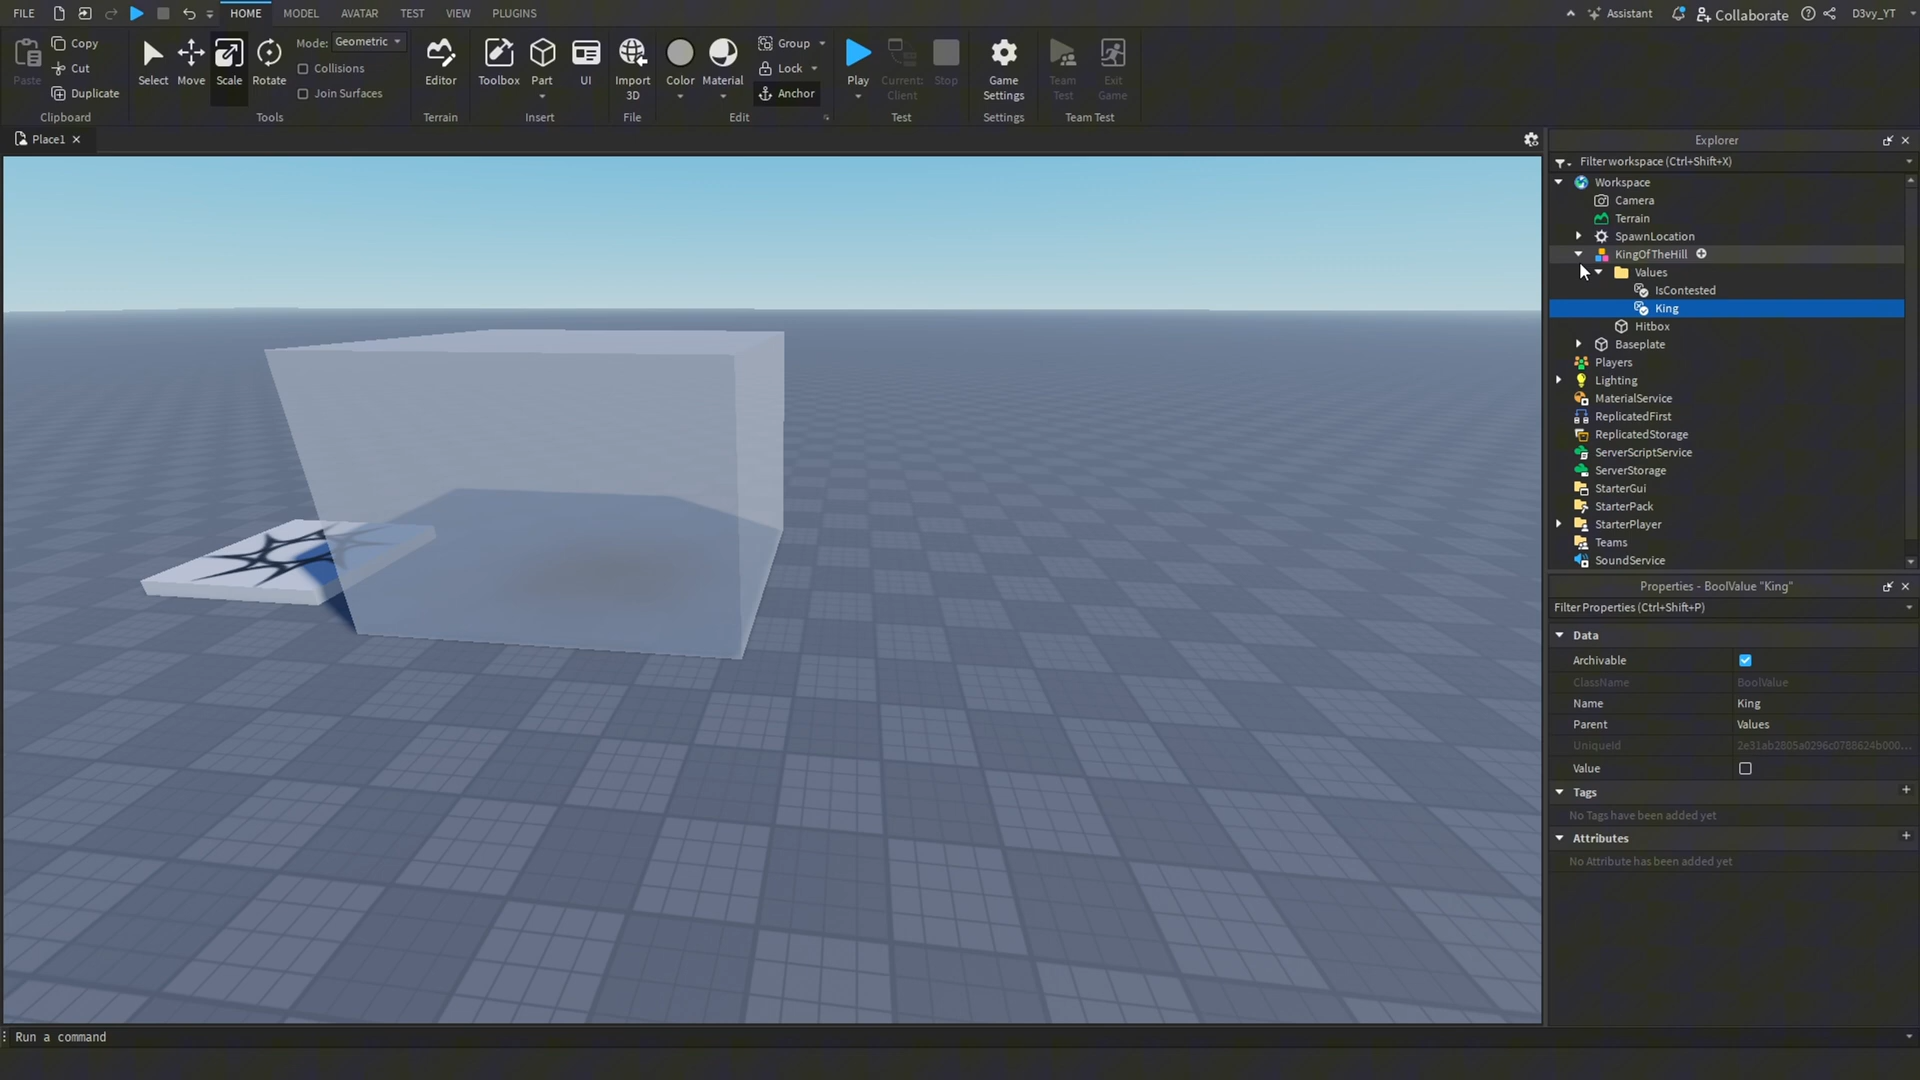 FILE
HOME
MODEL
AVATAR
TEST
VIEW
PLUGINS
Assistant
Collaborate
D3vy_YT
Paste
Copy
Cut
Duplicate
Clipboard
Select
Move
Scale
Rotate
Mode:
Geometric
Collisions
Join Surfaces
Tools
Editor
Terrain
Toolbox
Part
UI
Insert
Import
3D
File
Color
Material
Group
Lock
Anchor
Edit
Play
Current:
Client
Stop
Test
Game
Settings
Settings
Team
Test
Exit
Game
Team Test
Place1
Explorer
Filter workspace (Ctrl+Shift+X)
Workspace
Camera
Terrain
SpawnLocation
KingOfTheHill
Values
IsContested
King
Hitbox
Baseplate
Players
Lighting
MaterialService
ReplicatedFirst
ReplicatedStorage
ServerScriptService
ServerStorage
StarterGui
StarterPack
StarterPlayer
Teams
SoundService
Properties - BoolValue "King"
Filter Properties (Ctrl+Shift+P)
Data
Archivable
ClassName BoolValue
Name King
Parent Values
UniqueId 2e31ab2805a0296c0788624b000...
Value
Tags
No Tags have been added yet
Attributes
No Attribute has been added yet
Run a command